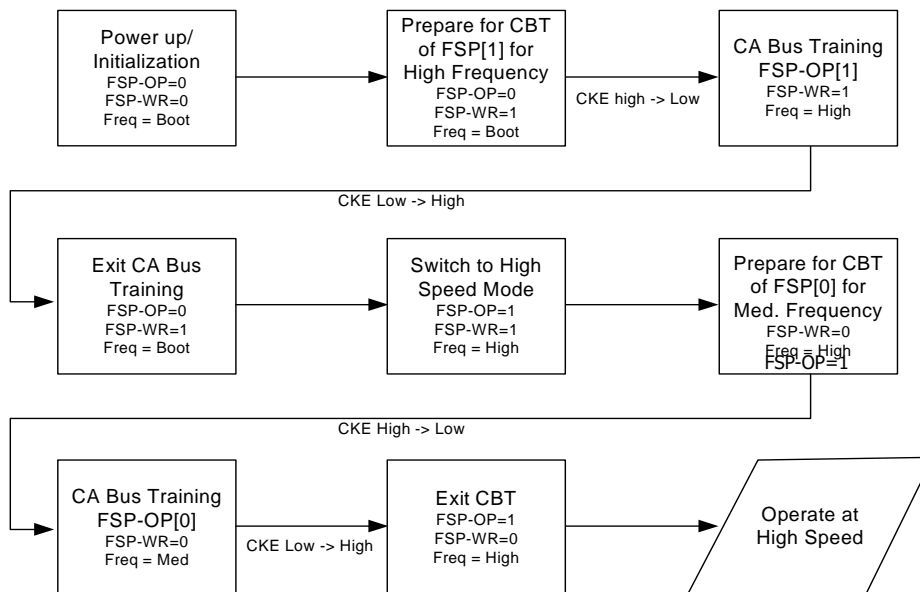 Power up/
Initialization
FSP-OP=0
FSP-WR=0
Freq = Boot
Prepare for CBT
of FSP[1] for
High Frequency
FSP-OP=0
FSP-WR=1
Freq = Boot
CKE high -> Low
CA Bus Training
FSP-OP[1]
FSP-WR=1
Freq = High
CKE Low -> High
Exit CA Bus
Training
FSP-OP=0
FSP-WR=1
Freq = Boot
Switch to High
Speed Mode
FSP-OP=1
FSP-WR=1
Freq = High
Prepare for CBT
of FSP[0] for
Med. Frequency
FSP-WR=0
Freq = High
FSP-OP=1
CKE High -> Low
CA Bus Training
FSP-OP[0]
FSP-WR=0
Freq = Med
CKE Low -> High
Exit CBT
FSP-OP=1
FSP-WR=0
Freq = High
Operate at
High Speed